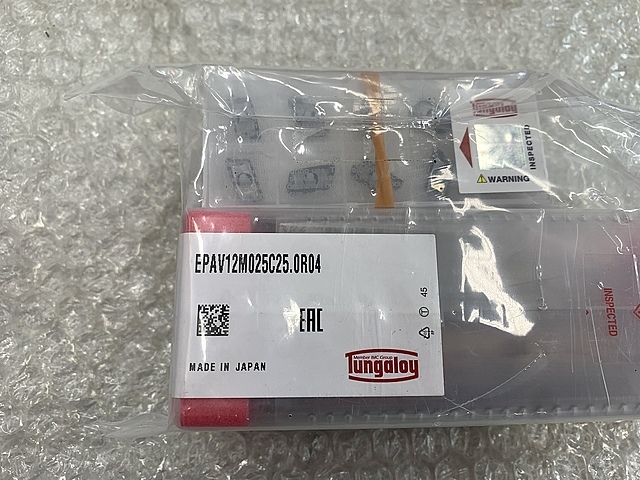 Tungaloy
INSPECTED
WARNING
EPAV12M025C25.0R04
EAC
45
MADE IN JAPAN
Member IMC Group
Tungaloy
INSPECTED